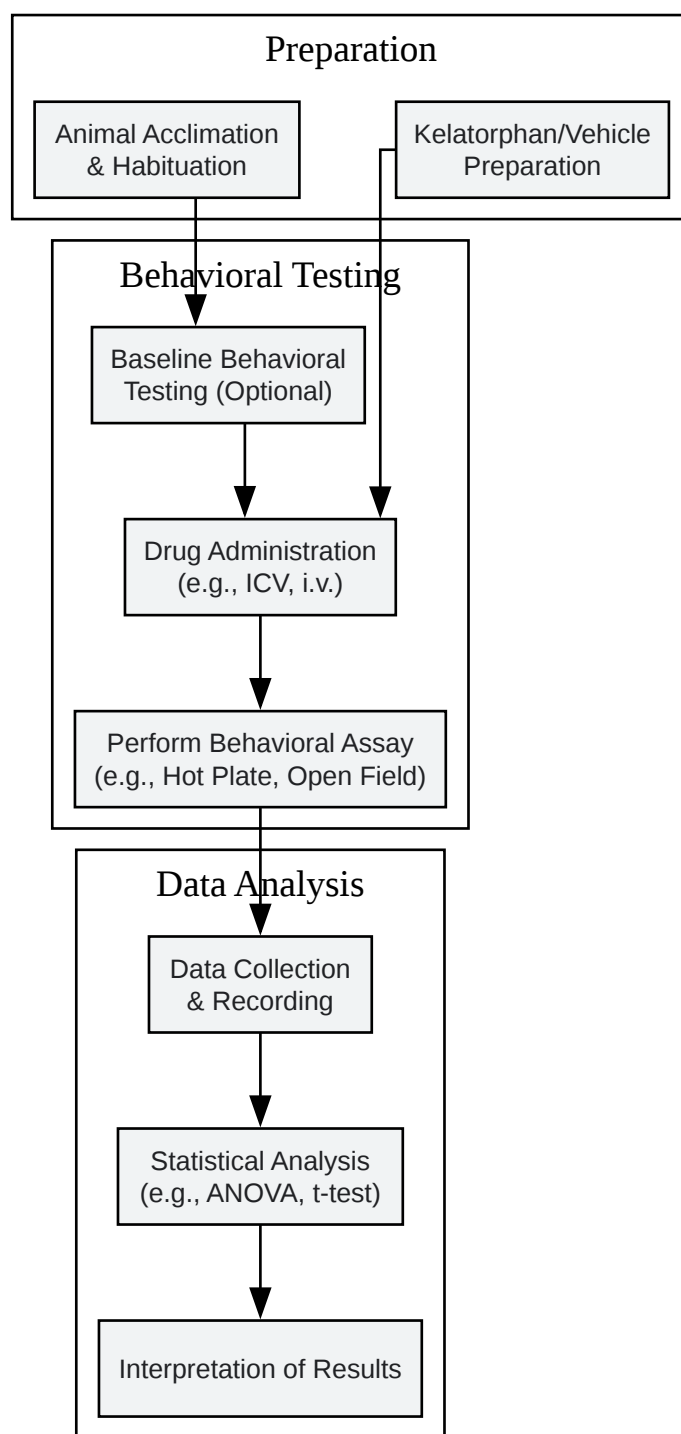 Preparation
Animal Acclimation
& Habituation
Kelatorphan/Vehicle
Preparation
Behavioral Testing
Baseline Behavioral
Testing (Optional)
Drug Administration
(e.g., ICV, i.v.)
Perform Behavioral Assay
(e.g., Hot Plate, Open Field)
Data Analysis
Data Collection
& Recording
Statistical Analysis
(e.g., ANOVA, t-test)
Interpretation of Results